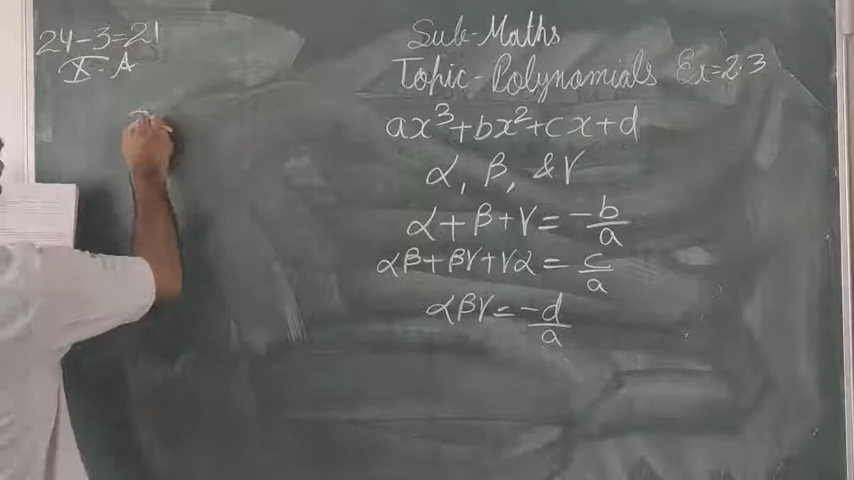 24-3=21
X-A
Sub-Maths
Topic-Polynomials Ex=2.3
ax³+bx²+cx+d
α, β, & γ
α+β+γ=-b/a
αβ+βγ+γα=c/a
αβγ=-d/a